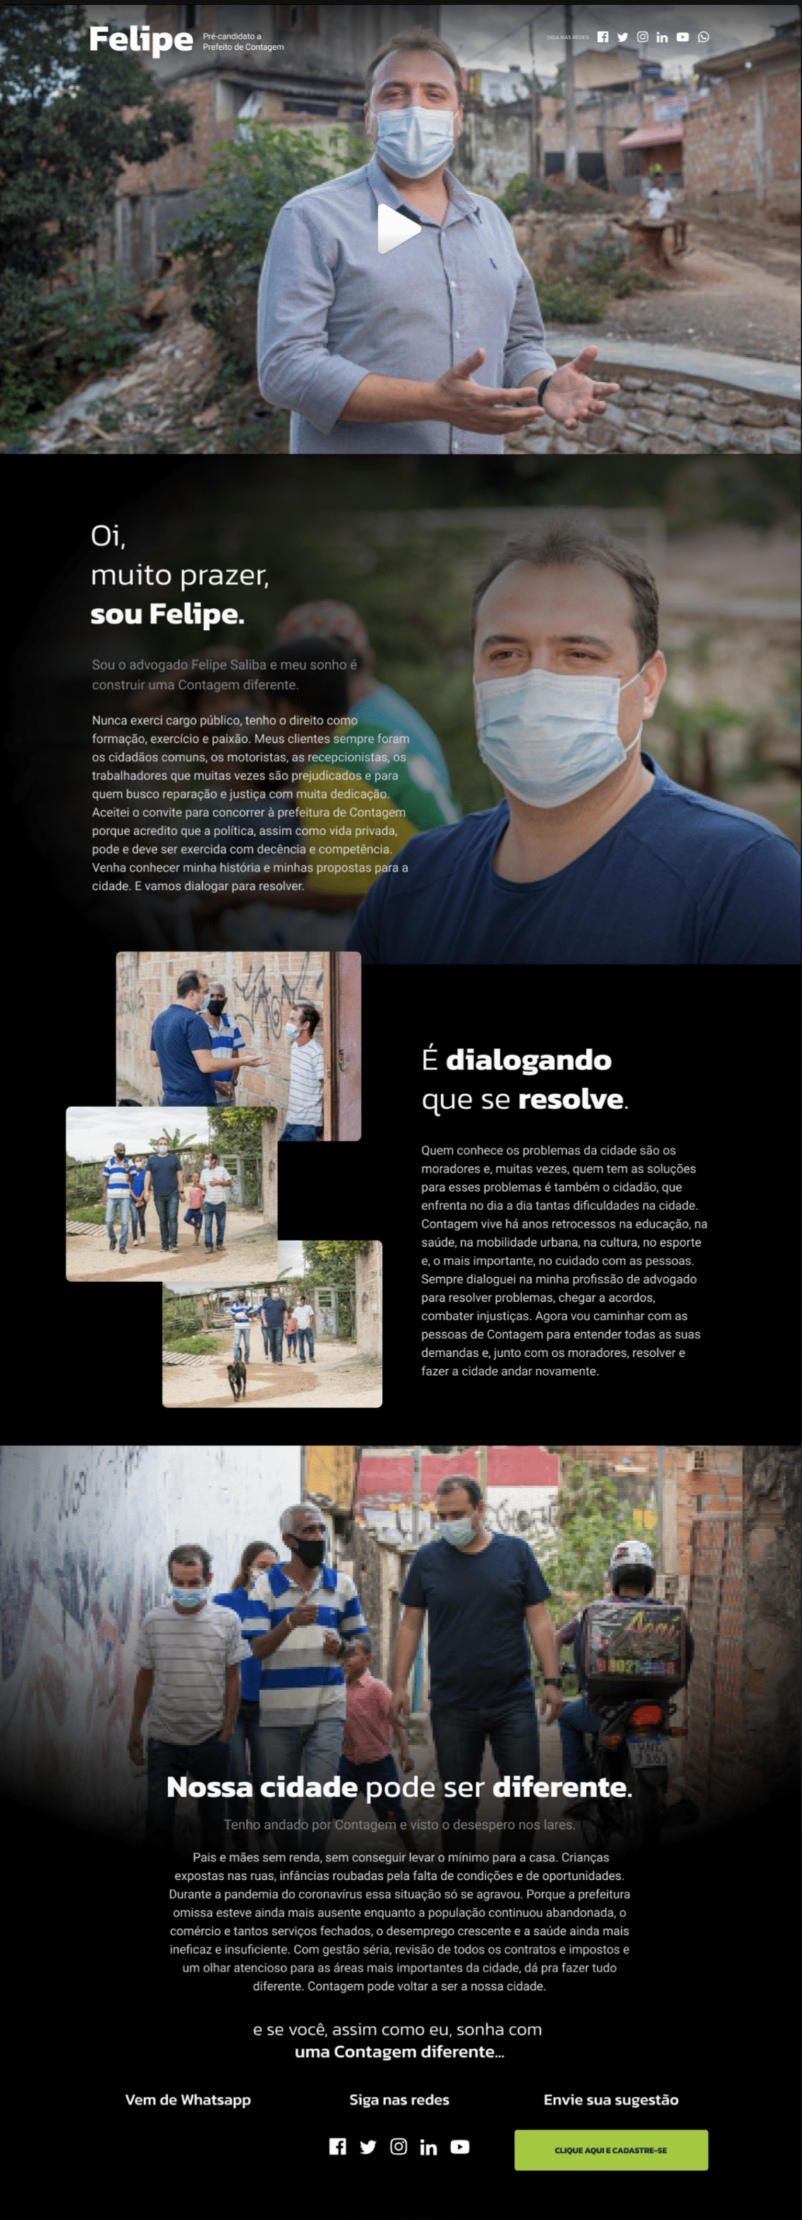 Felipe
Pré-candidato a
Prefeito de Contagem
SIGA NAS REDES
Oi,
muito prazer,
sou Felipe.
Sou o advogado Felipe Saliba e meu sonho é
construir uma Contagem diferente.
Nunca exerci cargo público, tenho o direito como
formação, exercício e paixão. Meus clientes sempre foram
os cidadãos comuns, os motoristas, as recepcionistas, os
trabalhadores que muitas vezes são prejudicados e para
quem busco reparação e justiça com muita dedicação.
Aceitei o convite para concorrer à prefeitura de Contagem
porque acredito que a política, assim como vida privada,
pode e deve ser exercida com decência e competência.
Venha conhecer minha história e minhas propostas para a
cidade. E vamos dialogar para resolver.
É dialogando
que se resolve.
Quem conhece os problemas da cidade são os
moradores e, muitas vezes, quem tem as soluções
para esses problemas é também o cidadão, que
enfrenta no dia a dia tantas dificuldades na cidade.
Contagem vive há anos retrocessos na educação, na
saúde, na mobilidade urbana, na cultura, no esporte
e, o mais importante, no cuidado com as pessoas.
Sempre dialoguei na minha profissão de advogado
para resolver problemas, chegar a acordos,
combater injustiças. Agora vou caminhar com as
pessoas de Contagem para entender todas as suas
demandas e, junto com os moradores, resolver e
fazer a cidade andar novamente.
Açaí
Nossa cidade pode ser diferente.
Tenho andado por Contagem e visto o desespero nos lares.
Pais e mães sem renda, sem conseguir levar o mínimo para a casa. Crianças
expostas nas ruas, infâncias roubadas pela falta de condições e de oportunidades.
Durante a pandemia do coronavírus essa situação só se agravou. Porque a prefeitura
omissa esteve ainda mais ausente enquanto a população continuou abandonada, o
comércio e tantos serviços fechados, o desemprego crescente e a saúde ainda mais
ineficaz e insuficiente. Com gestão séria, revisão de todos os contratos e impostos e
um olhar atencioso para as áreas mais importantes da cidade, dá pra fazer tudo
diferente. Contagem pode voltar a ser a nossa cidade.
e se você, assim como eu, sonha com
uma Contagem diferente...
Vem de Whatsapp
Siga nas redes
Envie sua sugestão
CLIQUE AQUI E CADASTRE-SE